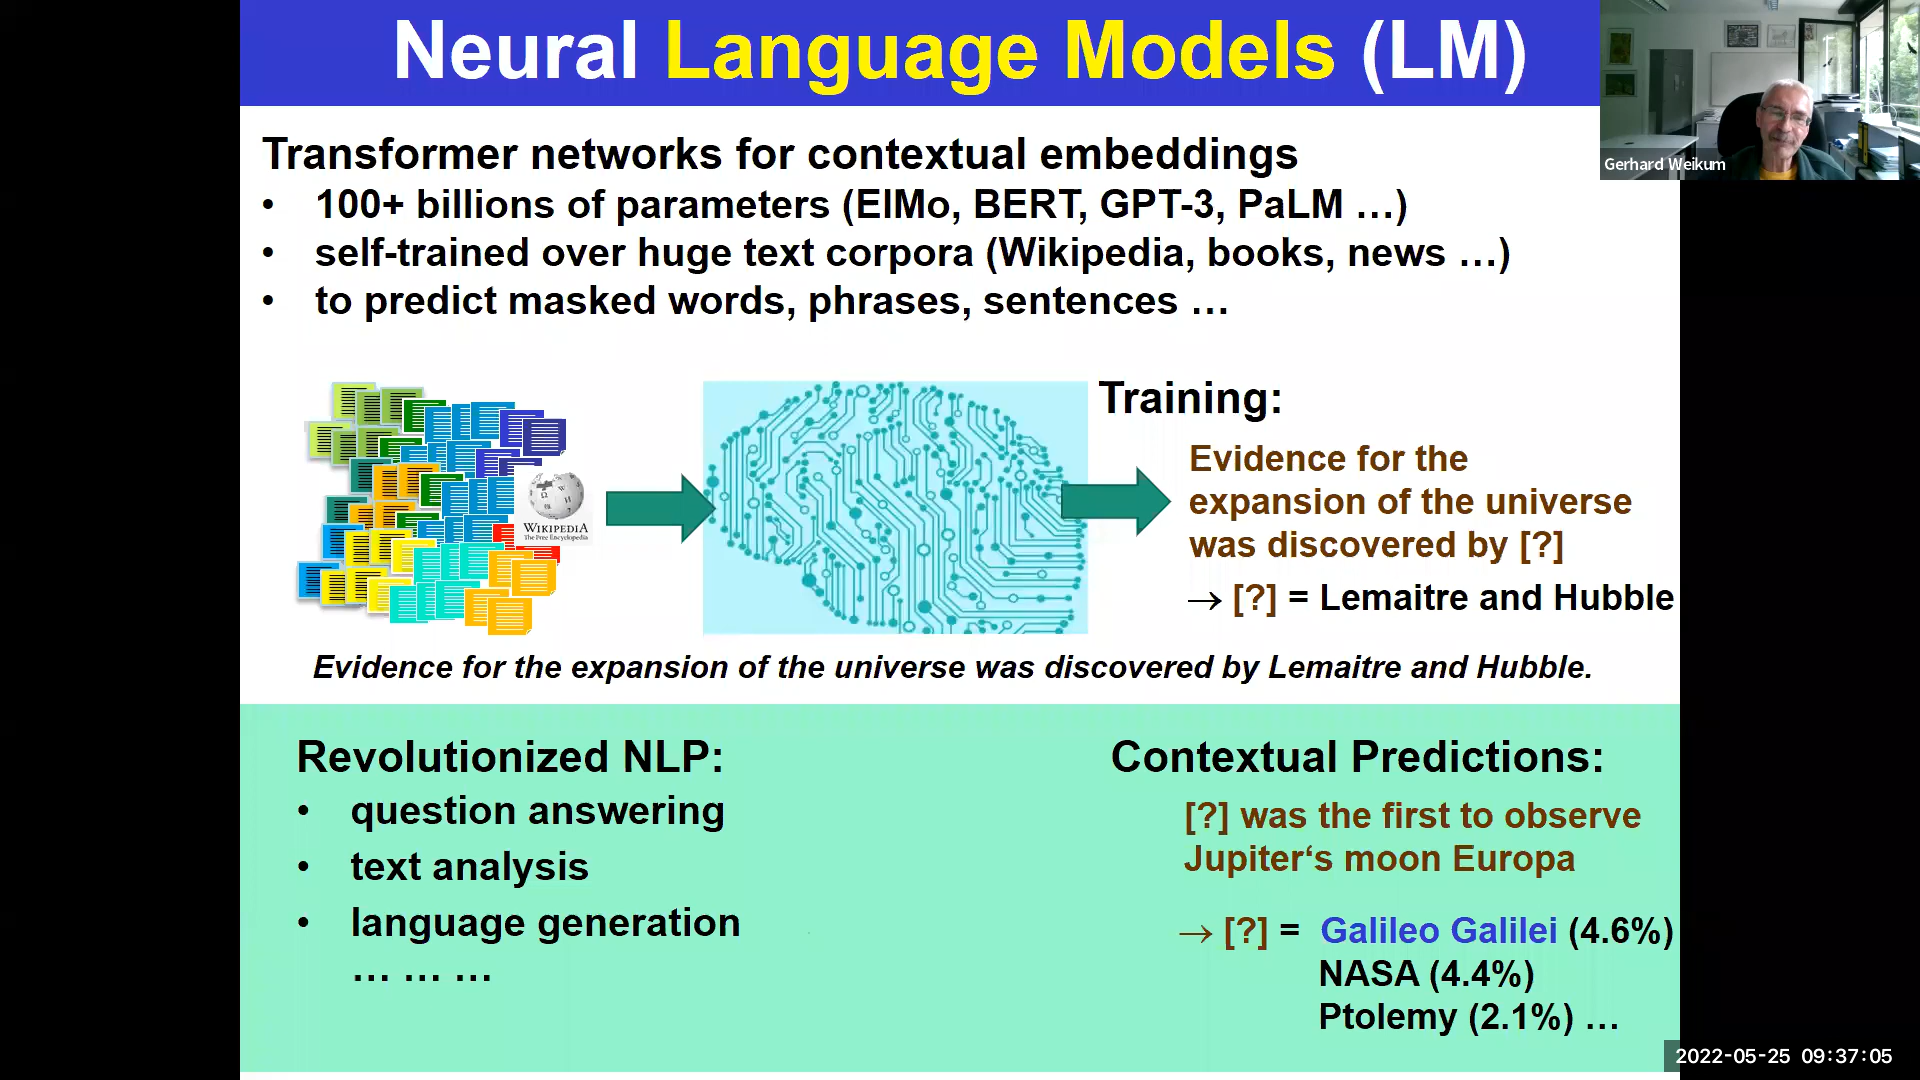 Neural Language Models (LM)
Gerhard Weikum
Transformer networks for contextual embeddings
• 100+ billions of parameters (ElMo, BERT, GPT-3, PaLM …)
• self-trained over huge text corpora (Wikipedia, books, news …)
• to predict masked words, phrases, sentences …
WIKIPEDIA
The Free Encyclopedia
Training:
Evidence for the
expansion of the universe
was discovered by [?]
→ [?] = Lemaitre and Hubble
Evidence for the expansion of the universe was discovered by Lemaitre and Hubble.
Revolutionized NLP:
• question answering
• text analysis
• language generation
… … …
Contextual Predictions:
[?] was the first to observe
Jupiter‘s moon Europa
→ [?] = Galileo Galilei (4.6%)
NASA (4.4%)
Ptolemy (2.1%) …
2022-05-25 09:37:05